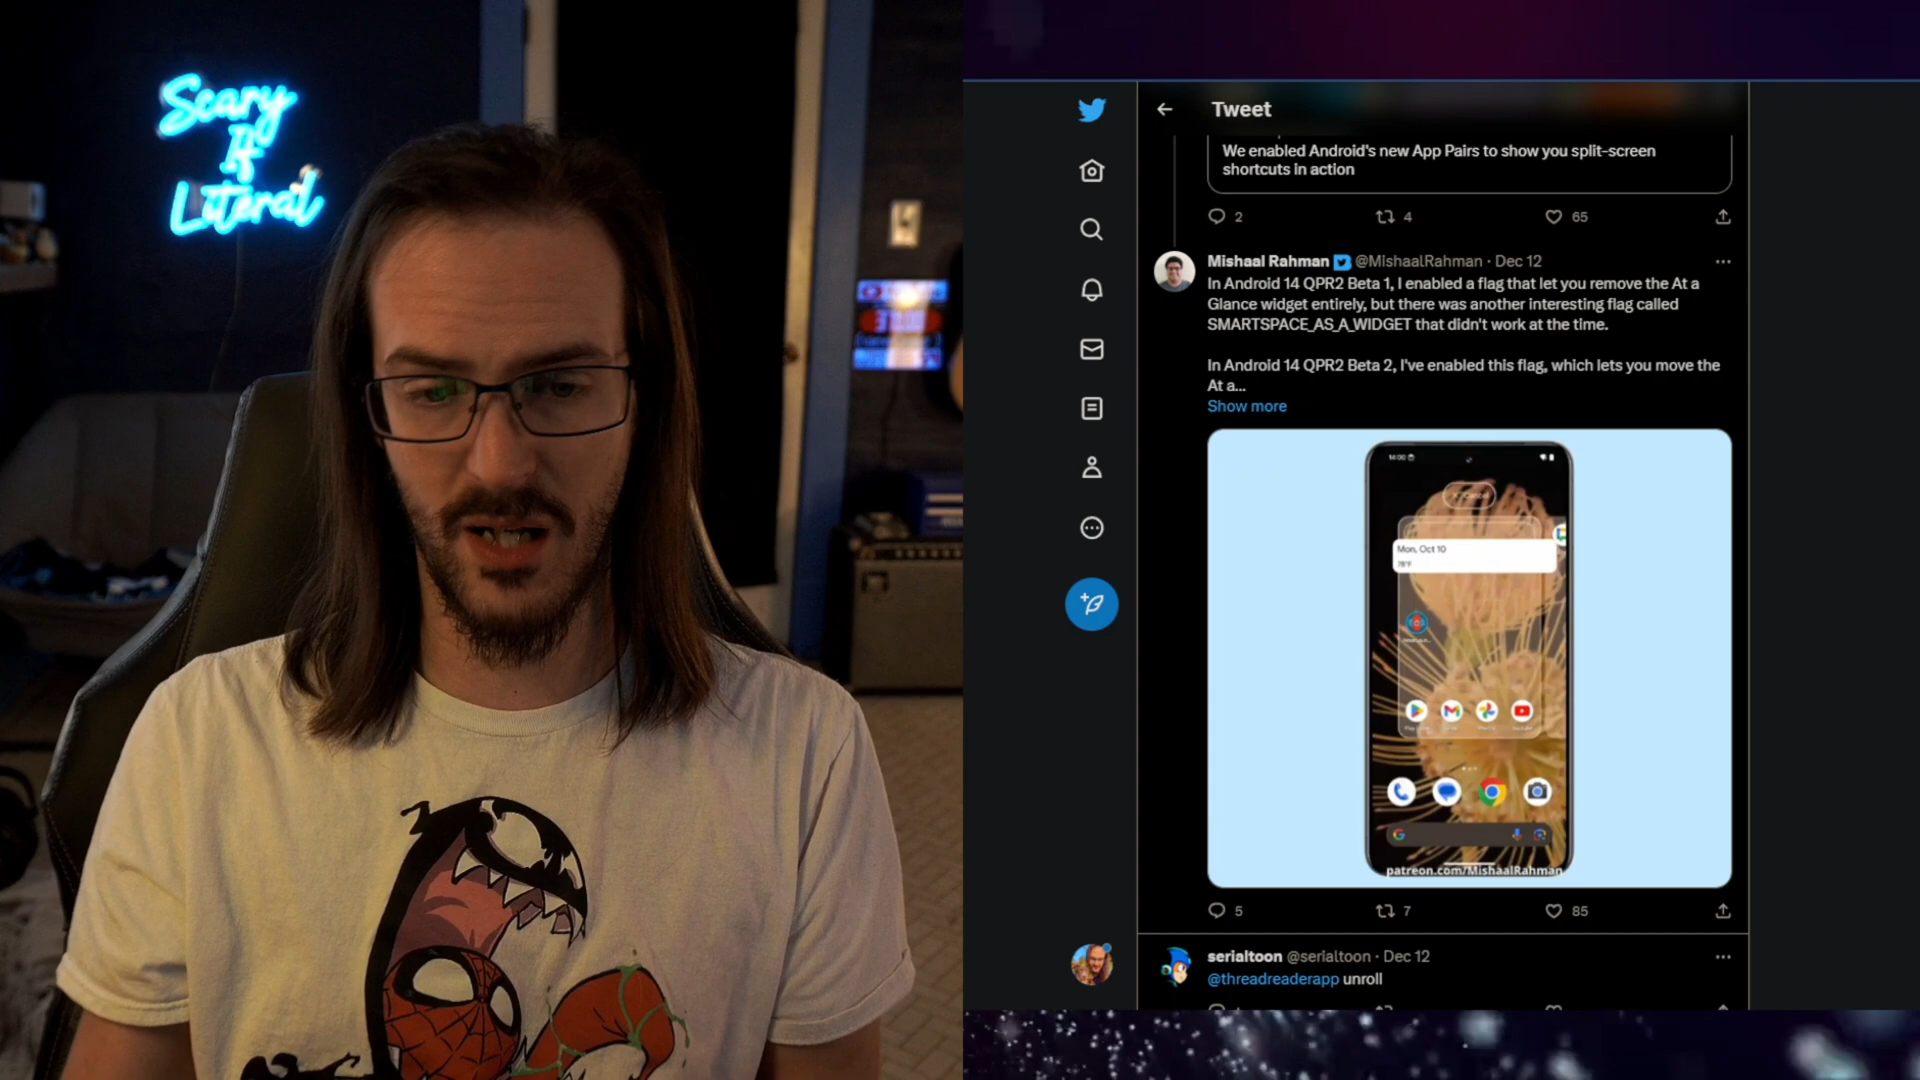 Scary
If
Literal
Tweet
We enabled Android's new App Pairs to show you split-screen
shortcuts in action
2
4
65
Mishaal Rahman @MishaalRahman · Dec 12
In Android 14 QPR2 Beta 1, I enabled a flag that let you remove the At a
Glance widget entirely, but there was another interesting flag called
SMARTSPACE_AS_A_WIDGET that didn't work at the time.
In Android 14 QPR2 Beta 2, I've enabled this flag, which lets you move the
At a...
Show more
14:00
Cancel
Mon, Oct 10
78°F
patreon.com/MishaalRahman
5
7
85
serialtoon @serialtoon · Dec 12
@threadreaderapp unroll